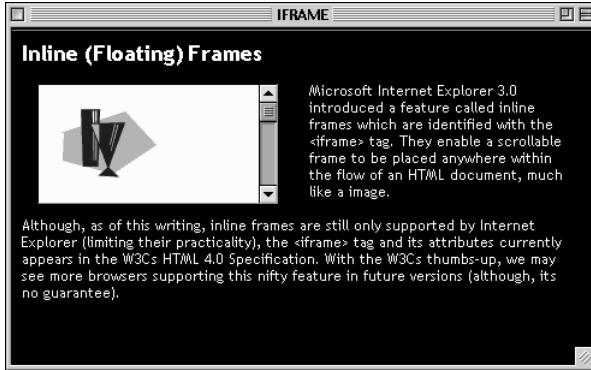 IFRAME
Inline (Floating) Frames
Microsoft Internet Explorer 3.0
introduced a feature called inline
frames which are identified with the
<iframe> tag. They enable a scrollable
frame to be placed anywhere within
the flow of an HTML document, much
like a image.
Although, as of this writing, inline frames are still only supported by Internet
Explorer (limiting their practicality), the <iframe> tag and its attributes currently
appears in the W3Cs HTML 4.0 Specification. With the W3Cs thumbs-up, we may
see more browsers supporting this nifty feature in future versions (although, its
no guarantee).